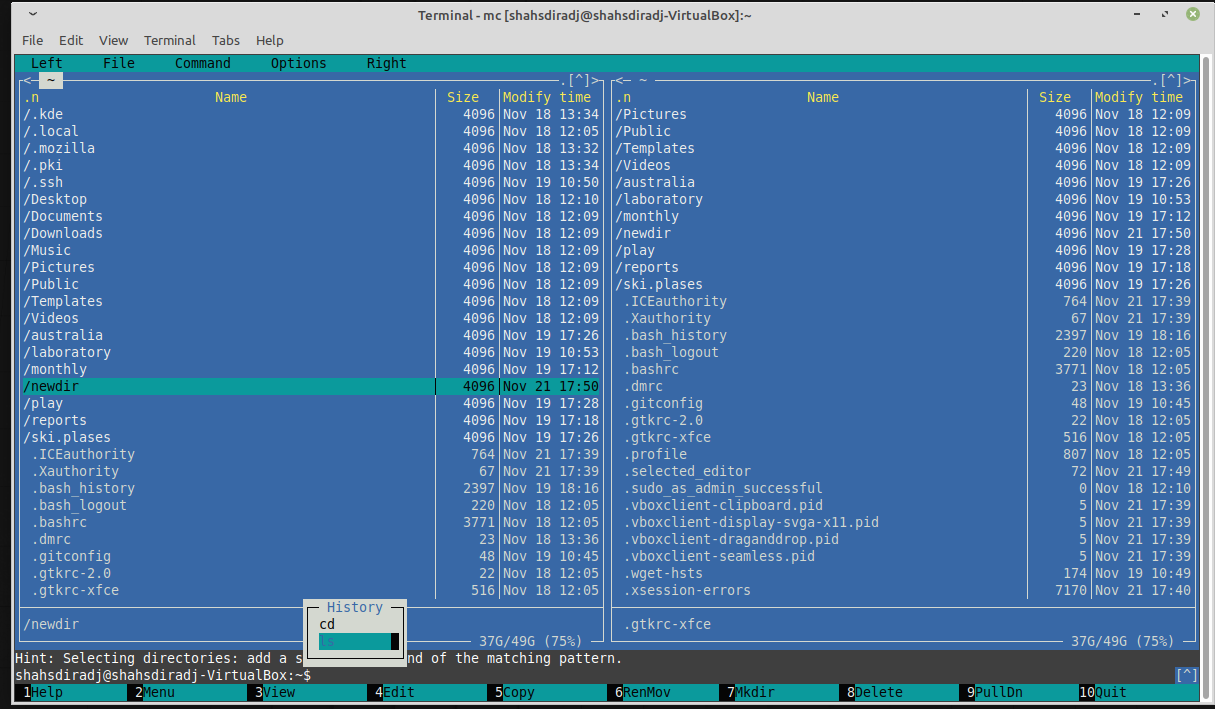 Terminal - mc [shahsdiradj@shahsdiradj-VirtualBox]:~
File Edit View Terminal Tabs Help
Left File Command Options Right
<─ ~ ─.[^]>
.n Name Size Modify time
/.kde 4096 Nov 18 13:34
/.local 4096 Nov 18 12:05
/.mozilla 4096 Nov 18 13:32
/.pki 4096 Nov 18 13:34
/.ssh 4096 Nov 19 10:50
/Desktop 4096 Nov 18 12:10
/Documents 4096 Nov 18 12:09
/Downloads 4096 Nov 18 12:09
/Music 4096 Nov 18 12:09
/Pictures 4096 Nov 18 12:09
/Public 4096 Nov 18 12:09
/Templates 4096 Nov 18 12:09
/Videos 4096 Nov 18 12:09
/australia 4096 Nov 19 17:26
/laboratory 4096 Nov 19 10:53
/monthly 4096 Nov 19 17:12
/newdir 4096 Nov 21 17:50
/play 4096 Nov 19 17:28
/reports 4096 Nov 19 17:18
/ski.plases 4096 Nov 19 17:26
.ICEauthority 764 Nov 21 17:39
.Xauthority 67 Nov 21 17:39
.bash_history 2397 Nov 19 18:16
.bash_logout 220 Nov 18 12:05
.bashrc 3771 Nov 18 12:05
.dmrc 23 Nov 18 13:36
.gitconfig 48 Nov 19 10:45
.gtkrc-2.0 22 Nov 18 12:05
.gtkrc-xfce 516 Nov 18 12:05
/newdir
37G/49G (75%)
<─ ~ ─.[^]>
.n Name Size Modify time
/Pictures 4096 Nov 18 12:09
/Public 4096 Nov 18 12:09
/Templates 4096 Nov 18 12:09
/Videos 4096 Nov 18 12:09
/australia 4096 Nov 19 17:26
/laboratory 4096 Nov 19 10:53
/monthly 4096 Nov 19 17:12
/newdir 4096 Nov 21 17:50
/play 4096 Nov 19 17:28
/reports 4096 Nov 19 17:18
/ski.plases 4096 Nov 19 17:26
.ICEauthority 764 Nov 21 17:39
.Xauthority 67 Nov 21 17:39
.bash_history 2397 Nov 19 18:16
.bash_logout 220 Nov 18 12:05
.bashrc 3771 Nov 18 12:05
.dmrc 23 Nov 18 13:36
.gitconfig 48 Nov 19 10:45
.gtkrc-2.0 22 Nov 18 12:05
.gtkrc-xfce 516 Nov 18 12:05
.profile 807 Nov 18 12:05
.selected_editor 72 Nov 21 17:49
.sudo_as_admin_successful 0 Nov 18 12:10
.vboxclient-clipboard.pid 5 Nov 21 17:39
.vboxclient-display-svga-x11.pid 5 Nov 21 17:39
.vboxclient-draganddrop.pid 5 Nov 21 17:39
.vboxclient-seamless.pid 5 Nov 21 17:39
.wget-hsts 174 Nov 19 10:49
.xsession-errors 7170 Nov 21 17:40
.gtkrc-xfce
37G/49G (75%)
History
cd
ls
Hint: Selecting directories: add a s nd of the matching pattern.
shahsdiradj@shahsdiradj-VirtualBox:~$ [^]
1Help 2Menu 3View 4Edit 5Copy 6RenMov 7Mkdir 8Delete 9PullDn 10Quit